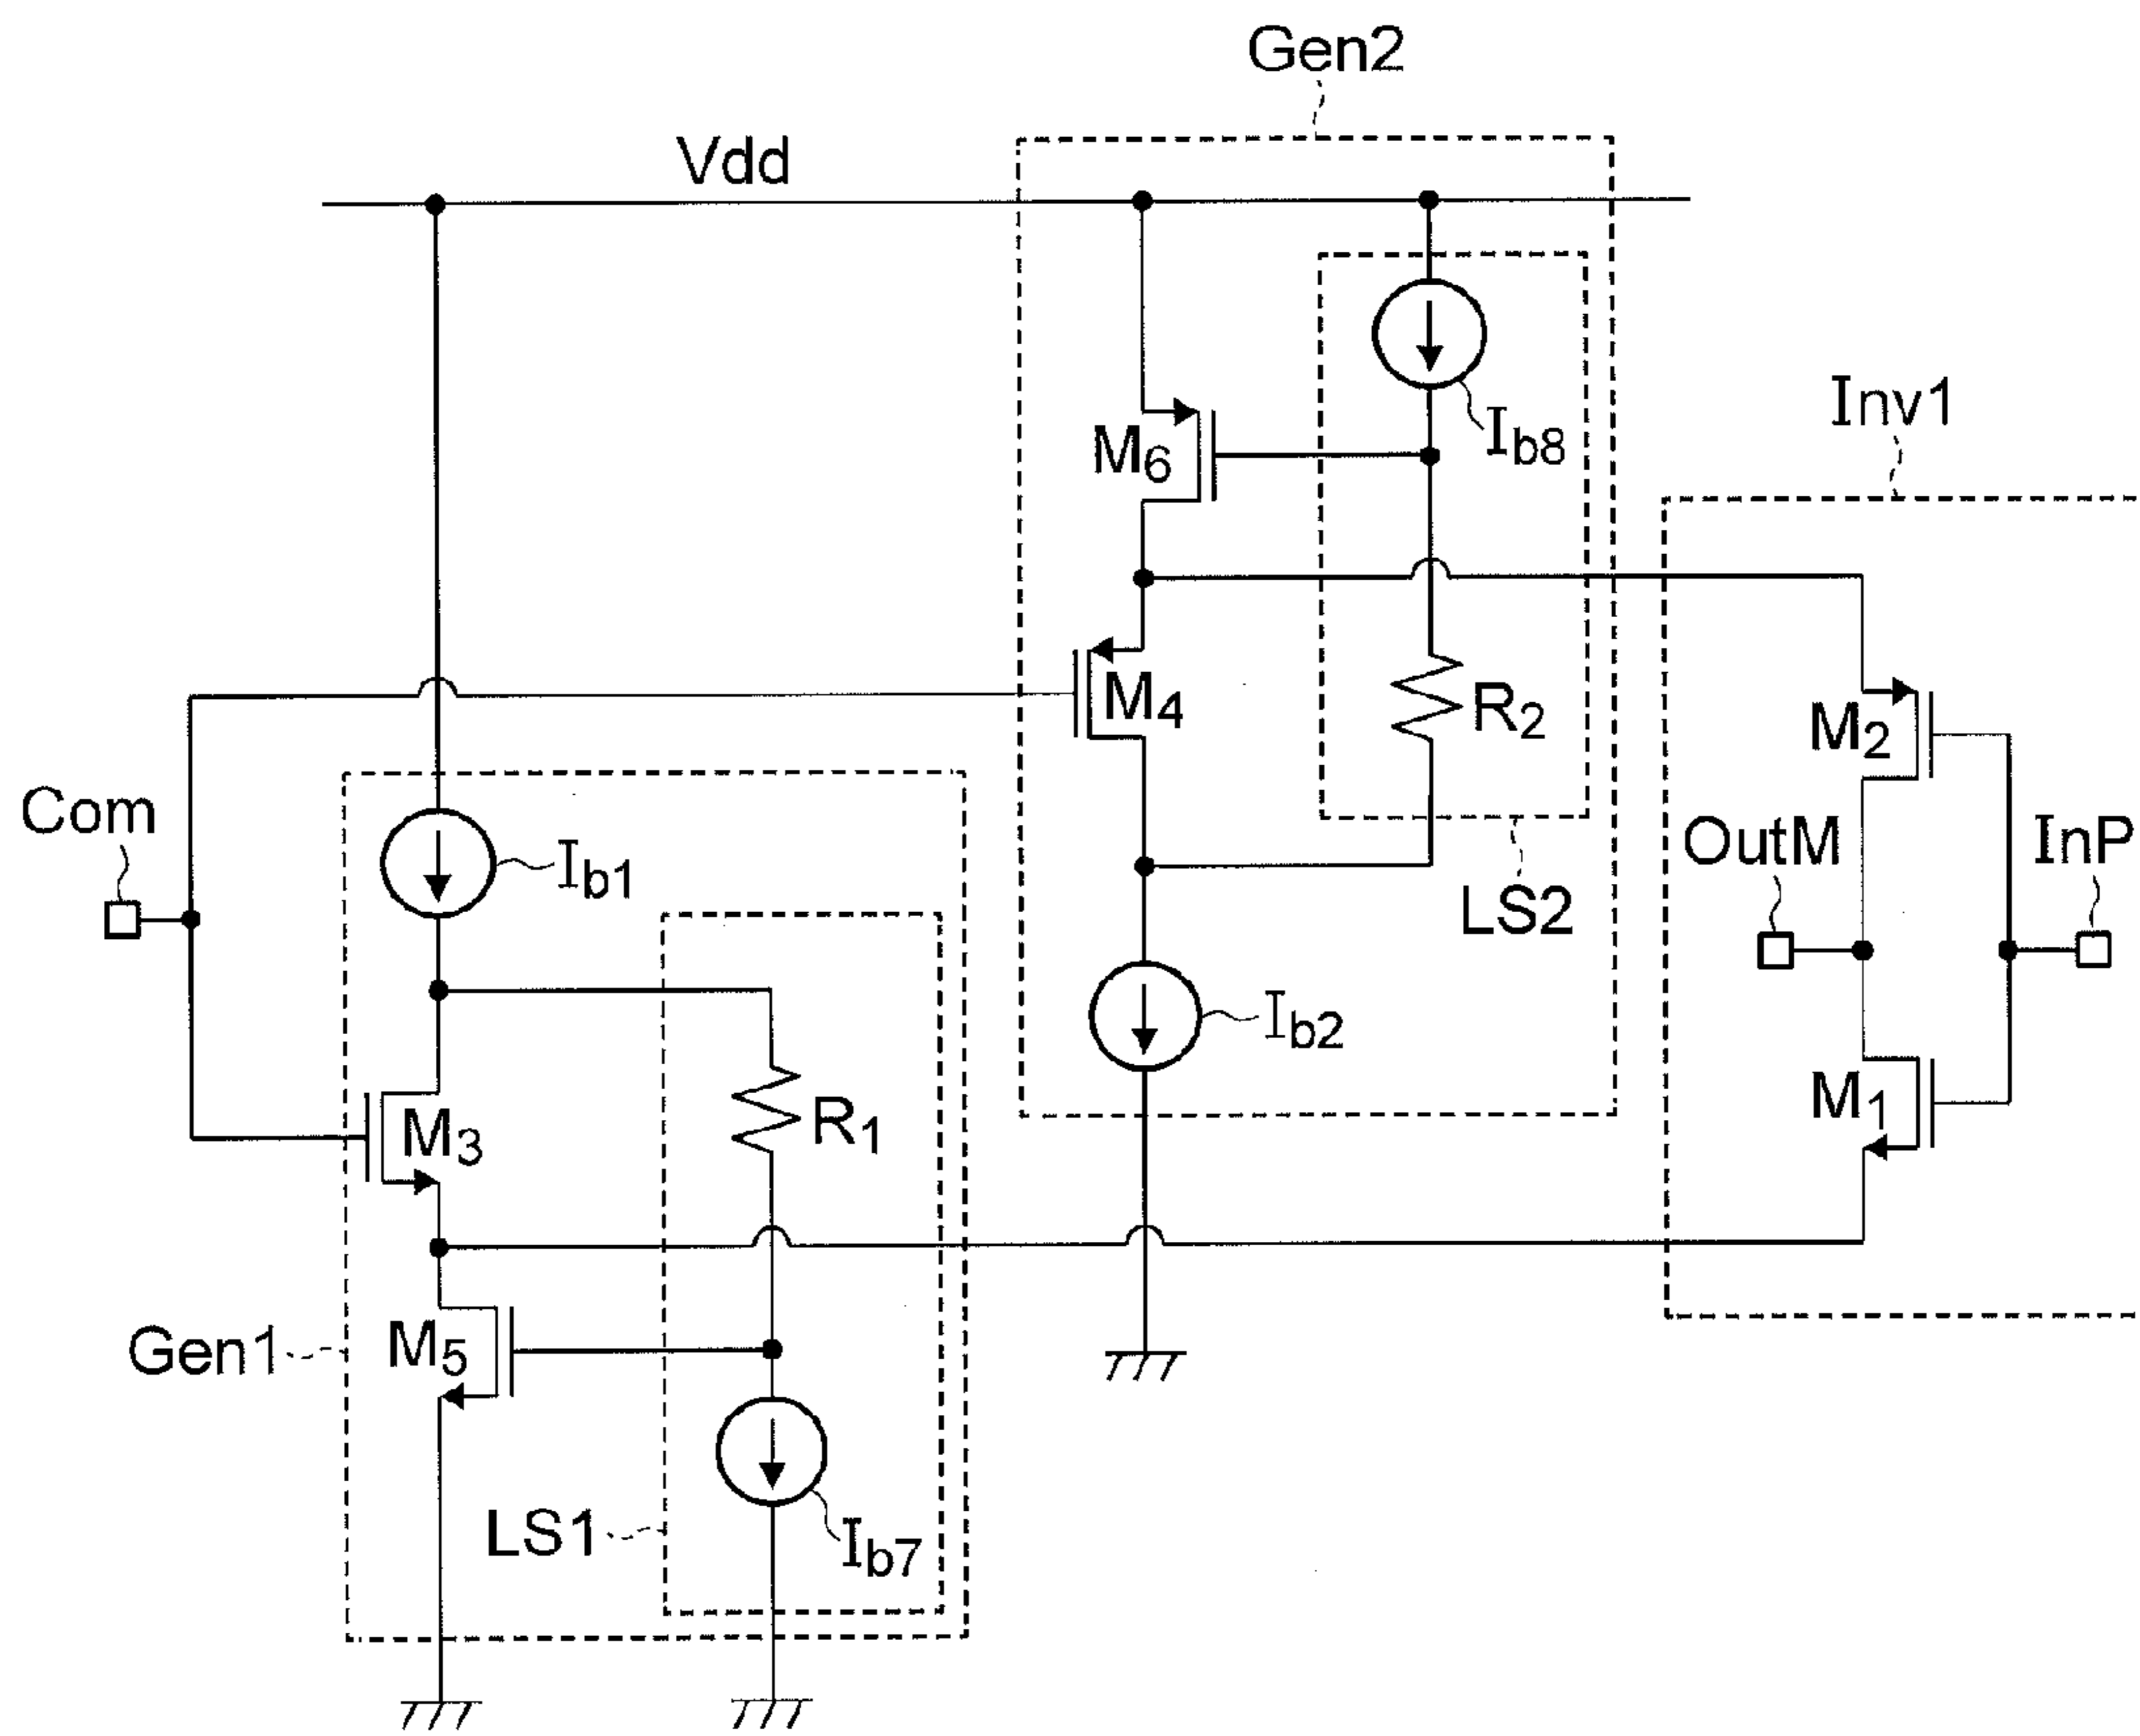 Gen2
Vdd
Inv1
Ib8
M6
M4
R2
M2
Com
Ib1
OutM
InP
LS2
Ib2
M3
R1
M1
Gen1
M5
LS1
Ib7